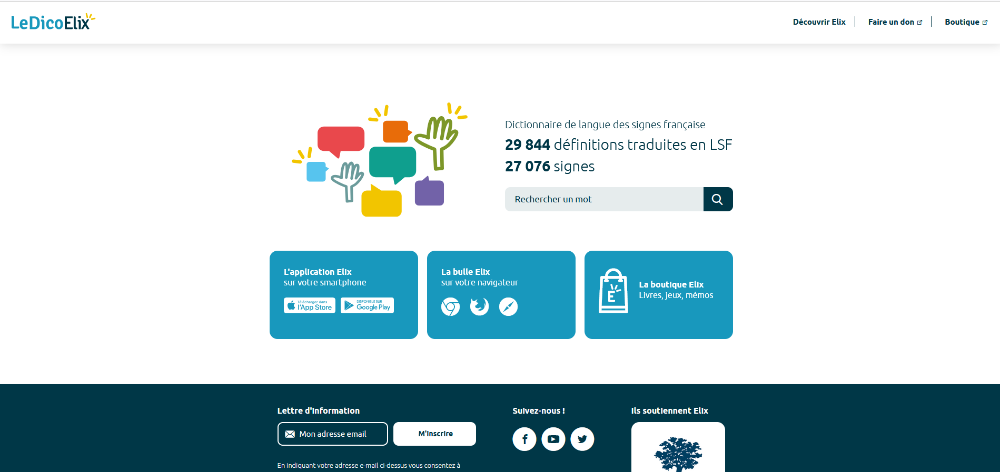 LeDicoElix
Découvrir Elix
Faire un don
Boutique
Dictionnaire de langue des signes française
29 844 définitions traduites en LSF
27 076 signes
Rechercher un mot
L'application Elix
sur votre smartphone
Télécharger dans
l'App Store
DISPONIBLE SUR
Google Play
La bulle Elix
sur votre navigateur
E
La boutique Elix
Livres, jeux, mémos
Lettre d'information
Mon adresse email
M'inscrire
En indiquant votre adresse e-mail ci-dessus vous consentez à
Suivez-nous !
Ils soutiennent Elix